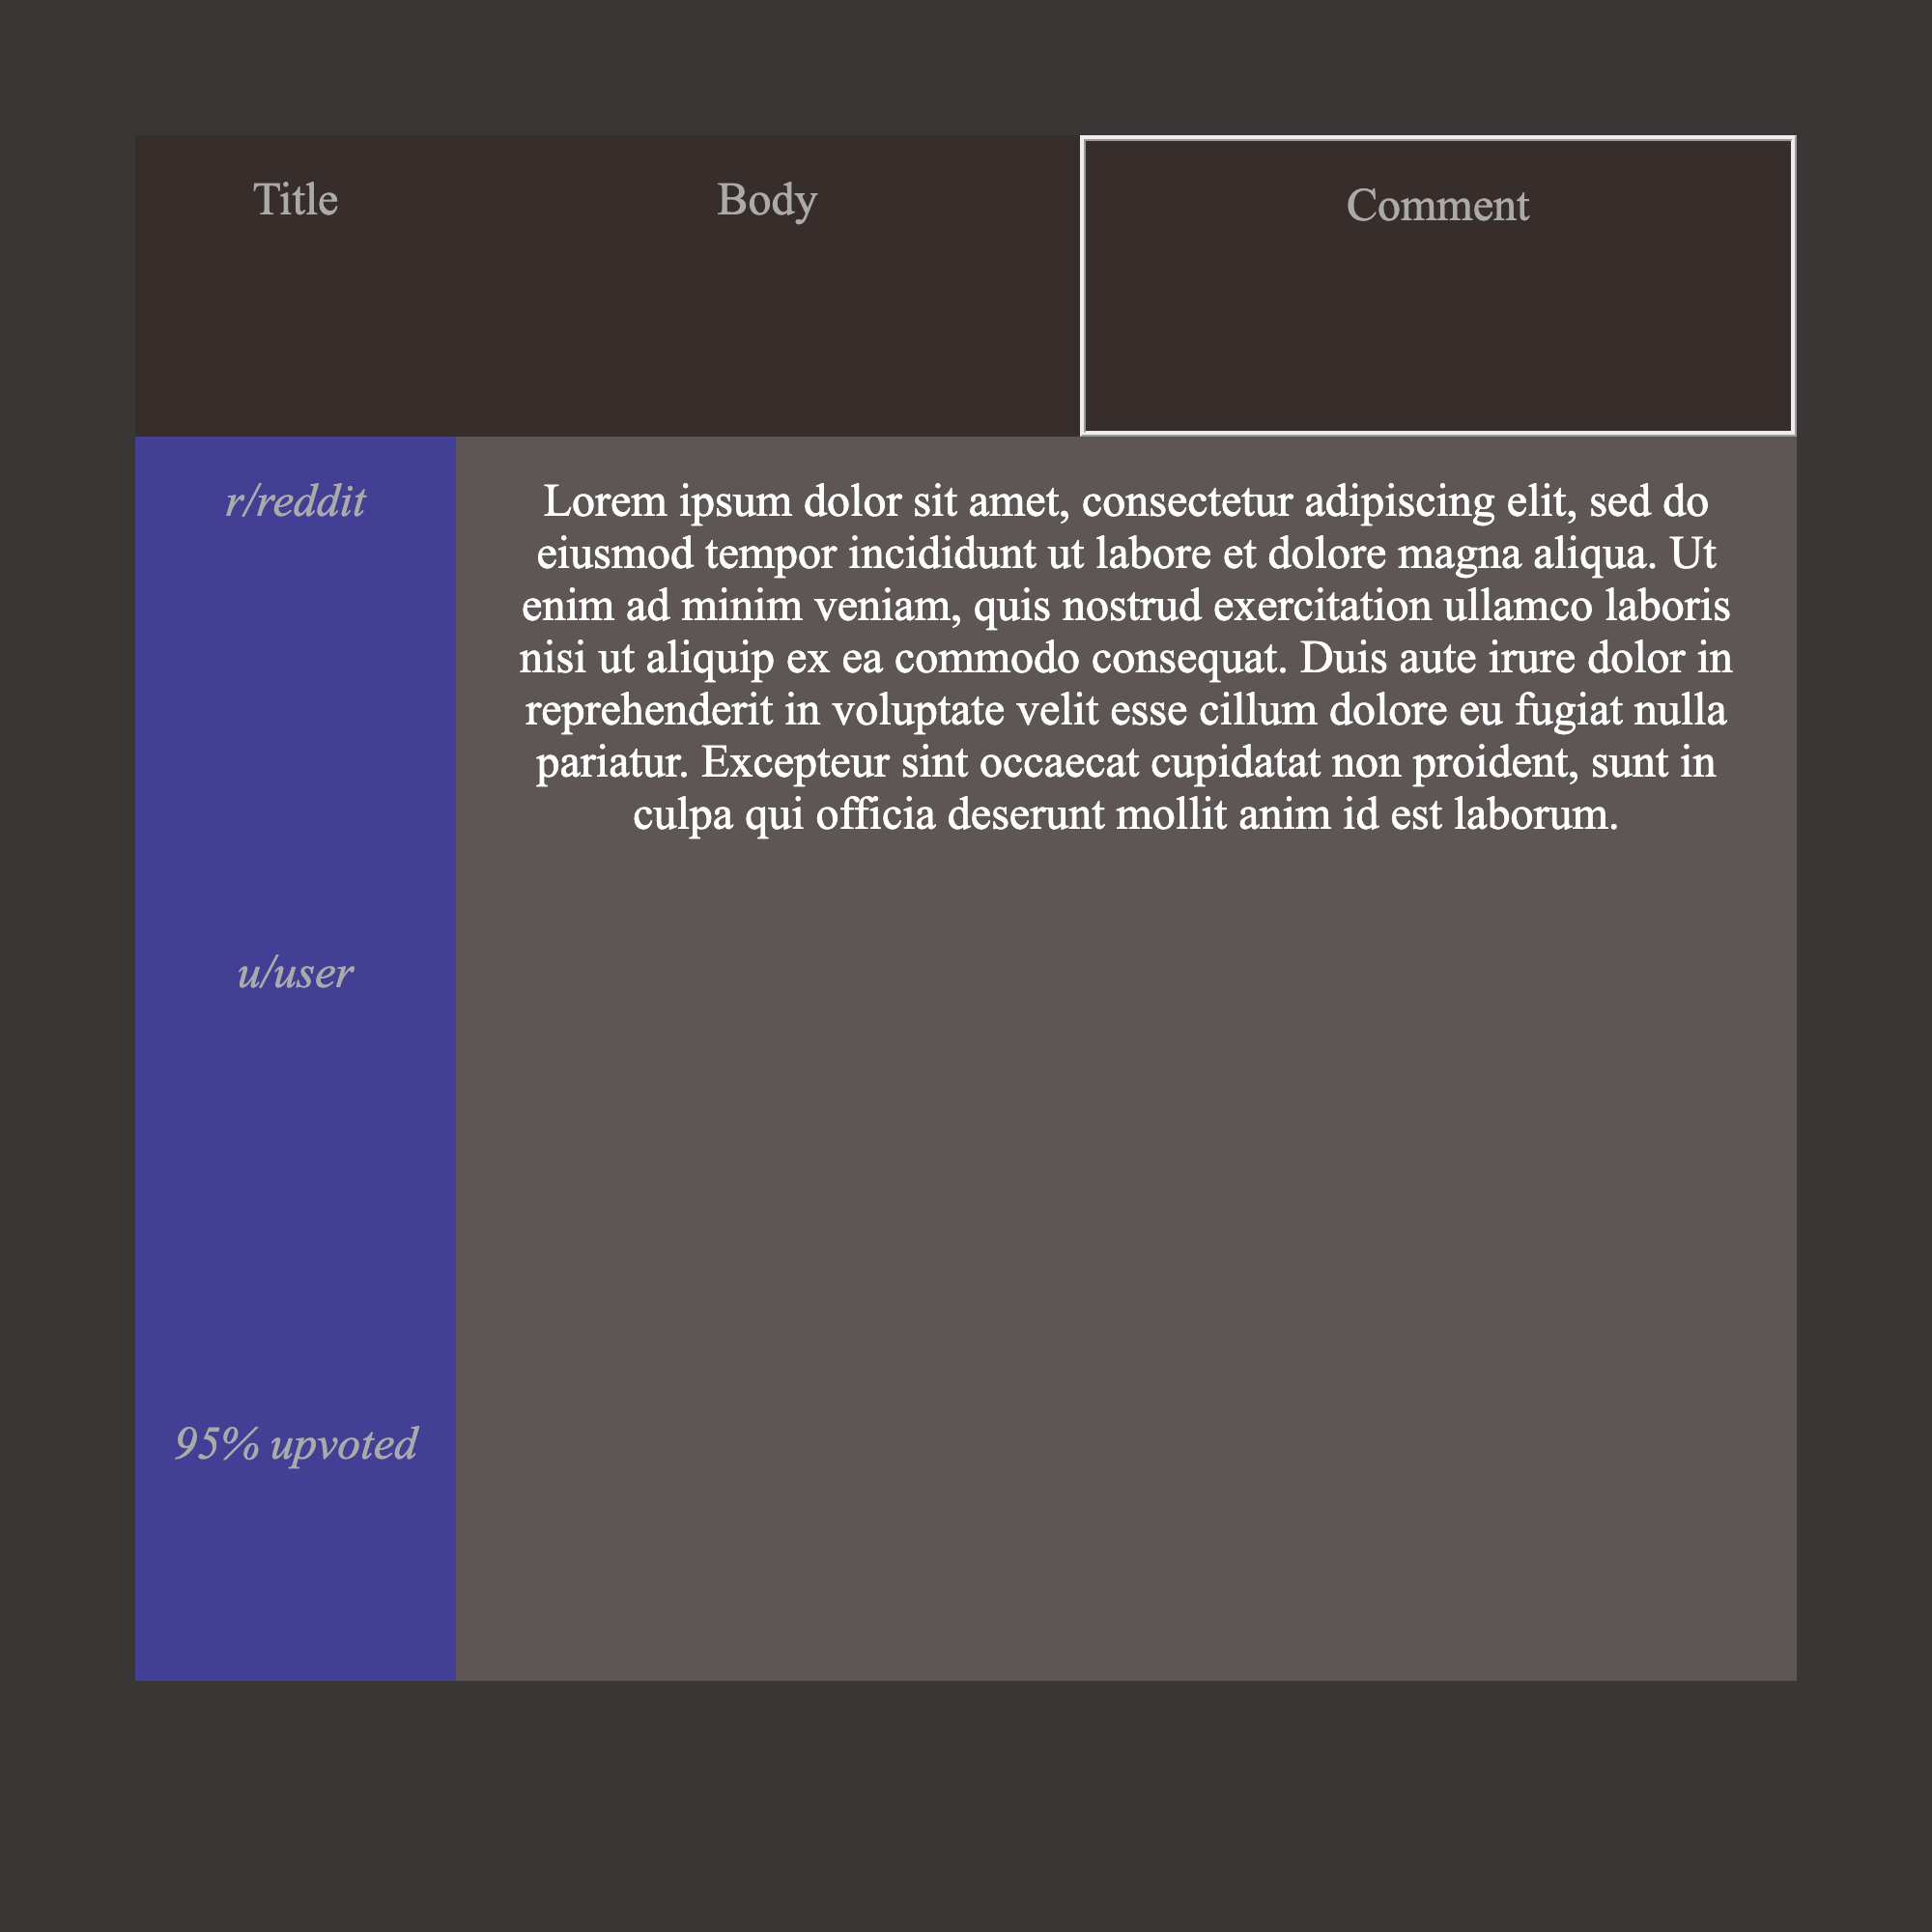 Title
Body
Comment
r/reddit
Lorem ipsum dolor sit amet, consectetur adipiscing elit, sed do
eiusmod tempor incididunt ut labore et dolore magna aliqua. Ut
enim ad minim veniam, quis nostrud exercitation ullamco laboris
nisi ut aliquip ex ea commodo consequat. Duis aute irure dolor in
reprehenderit in voluptate velit esse cillum dolore eu fugiat nulla
pariatur. Excepteur sint occaecat cupidatat non proident, sunt in
culpa qui officia deserunt mollit anim id est laborum.
u/user
95% upvoted